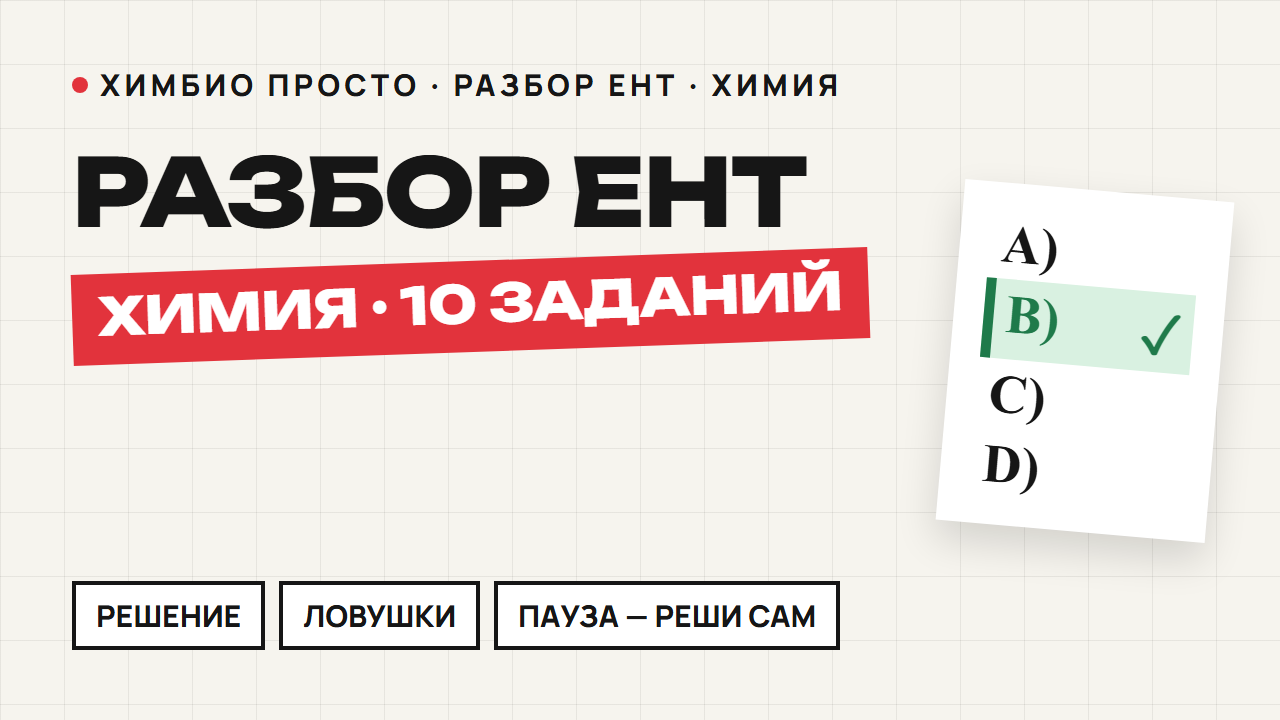 ХИМБИО ПРОСТО · РАЗБОР ЕНТ · ХИМИЯ
РАЗБОР ЕНТ
ХИМИЯ · 10 ЗАДАНИЙ
A)
B) ✓
C)
D)
РЕШЕНИЕ
ЛОВУШКИ
ПАУЗА — РЕШИ САМ